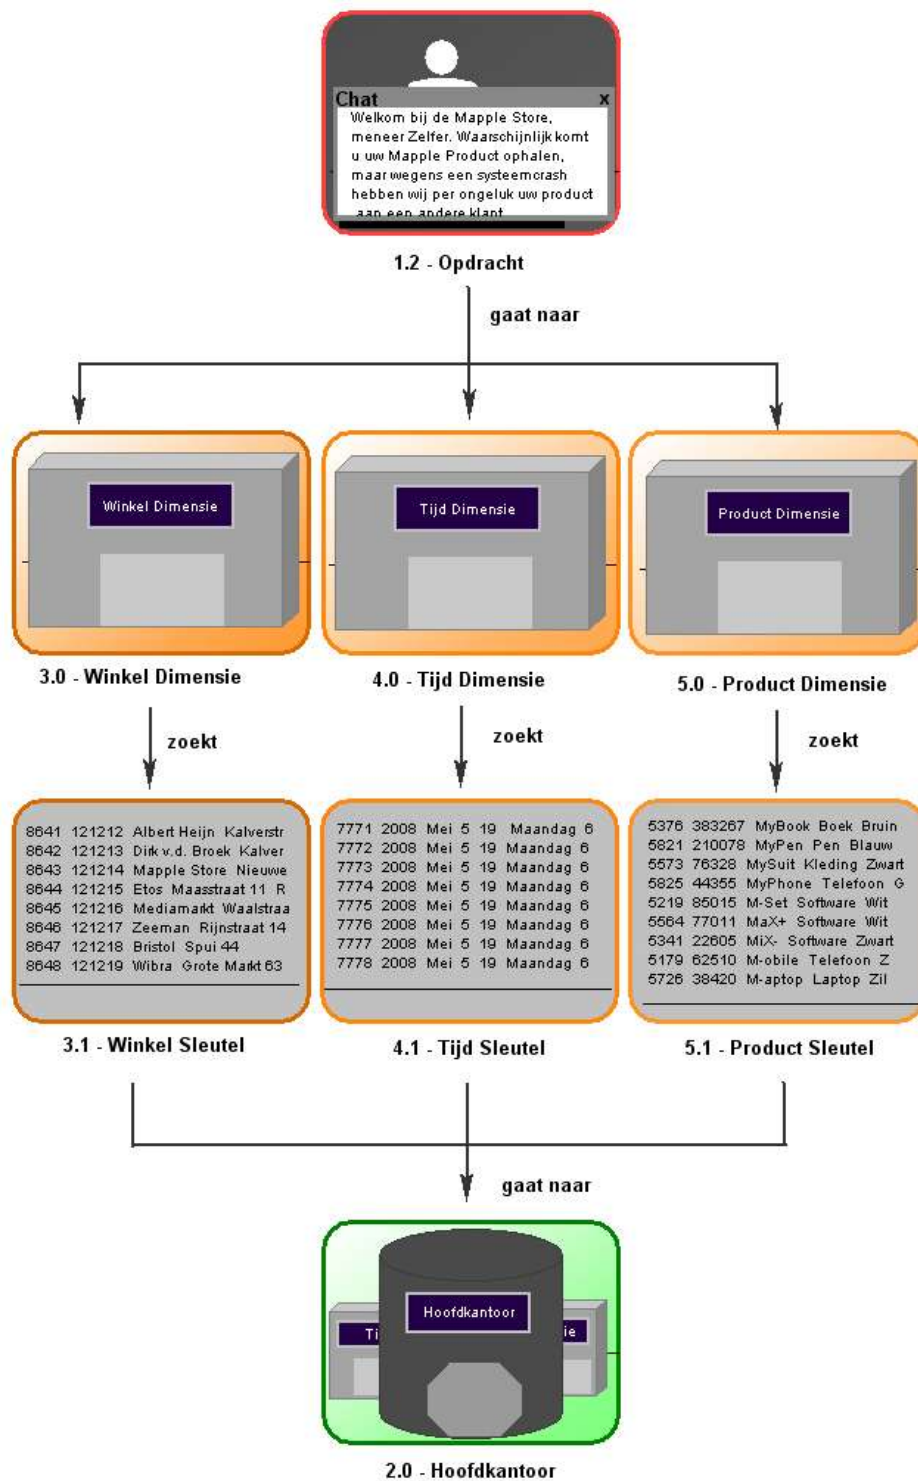 Chat x
Welkom bij de Mapple Store,
meneer Zelfer. Waarschijnlijk komt
u uw Mapple Product ophalen,
maar wegens een systeemcrash
hebben wij per ongeluk uw product
aan een andere klant
1.2 - Opdracht
gaat naar
Winkel Dimensie
Tijd Dimensie
Product Dimensie
3.0 - Winkel Dimensie
4.0 - Tijd Dimensie
5.0 - Product Dimensie
zoekt
zoekt
zoekt
8641 121212 Albert Heijn Kalverstr
8642 121213 Dirk v.d. Broek Kalver
8643 121214 Mapple Store Nieuwe
8644 121215 Etos Maasstraat 11 R
8645 121216 Mediamarkt Waalstraa
8646 121217 Zeeman Rijnstraat 14
8647 121218 Bristol Spui 44
8648 121219 Wibra Grote Markt 63
7771 2008 Mei 5 19 Maandag 6
7772 2008 Mei 5 19 Maandag 6
7773 2008 Mei 5 19 Maandag 6
7774 2008 Mei 5 19 Maandag 6
7775 2008 Mei 5 19 Maandag 6
7776 2008 Mei 5 19 Maandag 6
7777 2008 Mei 5 19 Maandag 6
7778 2008 Mei 5 19 Maandag 6
5376 383267 MyBook Boek Bruin
5821 210078 MyPen Pen Blauw
5573 76328 MySuit Kleding Zwart
5825 44355 MyPhone Telefoon G
5219 85015 M-Set Software Wit
5564 77011 MaX+ Software Wit
5341 22605 MiX- Software Zwart
5179 62510 M-obile Telefoon Z
5726 38420 M-aptop Laptop Zil
3.1 - Winkel Sleutel
4.1 - Tijd Sleutel
5.1 - Product Sleutel
gaat naar
Hoofdkantoor
Ti
ie
2.0 - Hoofdkantoor